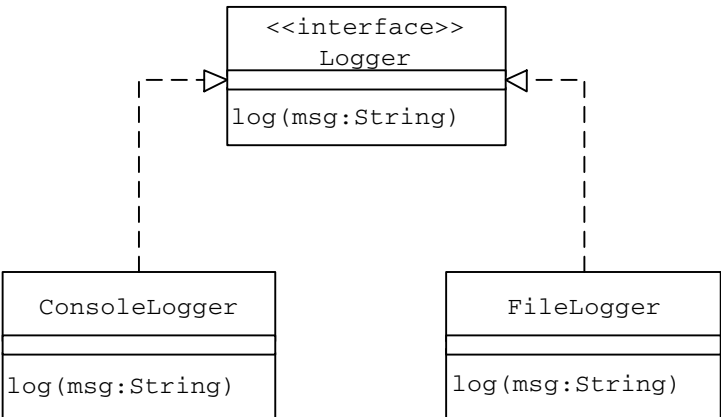 <<interface>>
Logger
log(msg:String)
ConsoleLogger
log(msg:String)
FileLogger
log(msg:String)